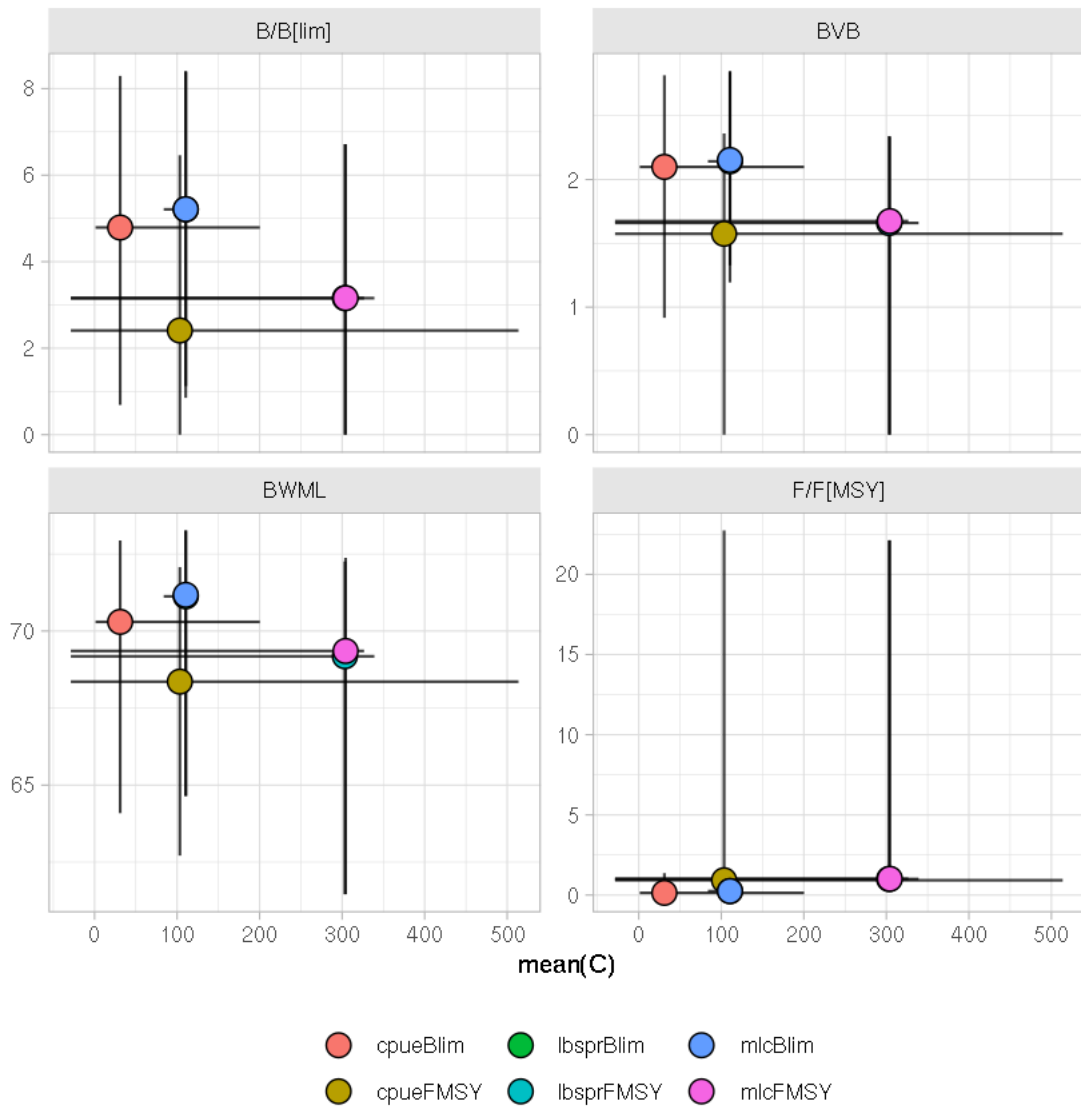 B/B[lim] BVB
8
6
4
2
0
2
1
0
BWML F/F[MSY]
70
65
20
15
10
5
0
0 100 200 300 400 500 0 100 200 300 400 500
mean(C)
cpueBlim lbsprBlim mlcBlim
cpueFMSY lbsprFMSY mlcFMSY